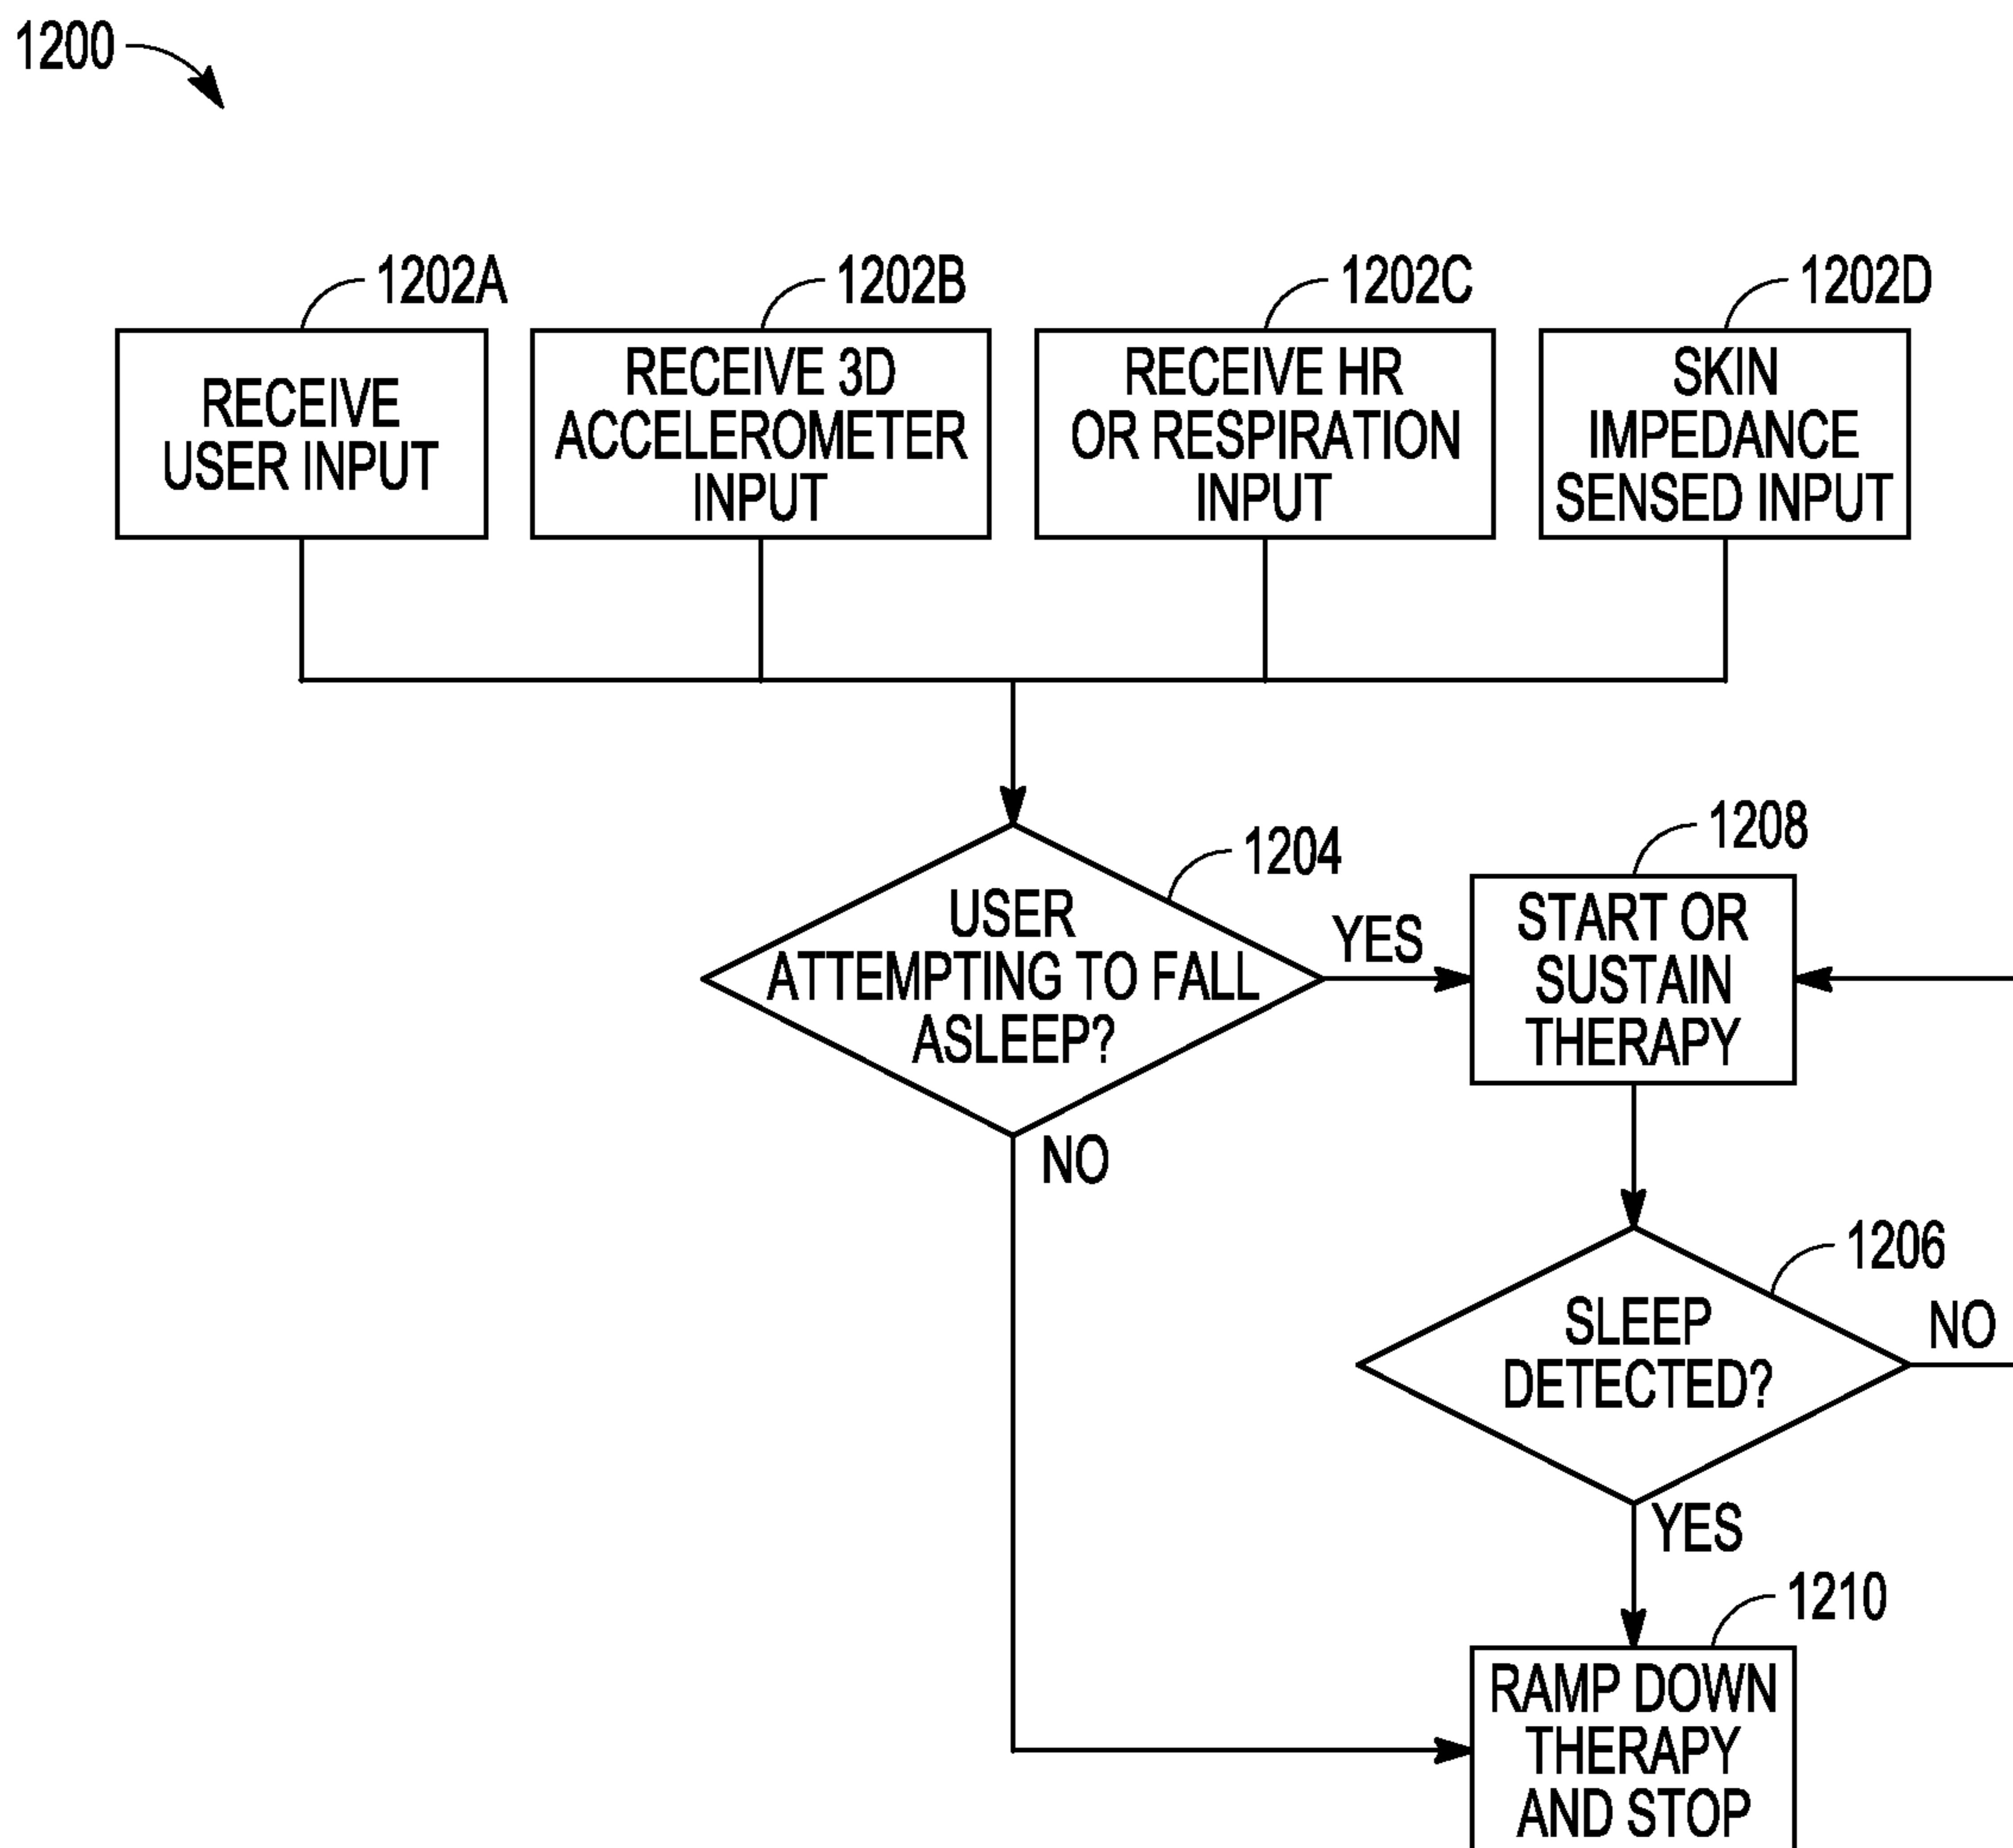 1200
1202A
1202B
1202C
1202D
RECEIVE
USER INPUT
RECEIVE 3D
ACCELEROMETER
INPUT
RECEIVE HR
OR RESPIRATION
INPUT
SKIN
IMPEDANCE
SENSED INPUT
1204
USER
ATTEMPTING TO FALL
ASLEEP?
YES
NO
1208
START OR
SUSTAIN
THERAPY
1206
SLEEP
DETECTED?
NO
YES
1210
RAMP DOWN
THERAPY
AND STOP